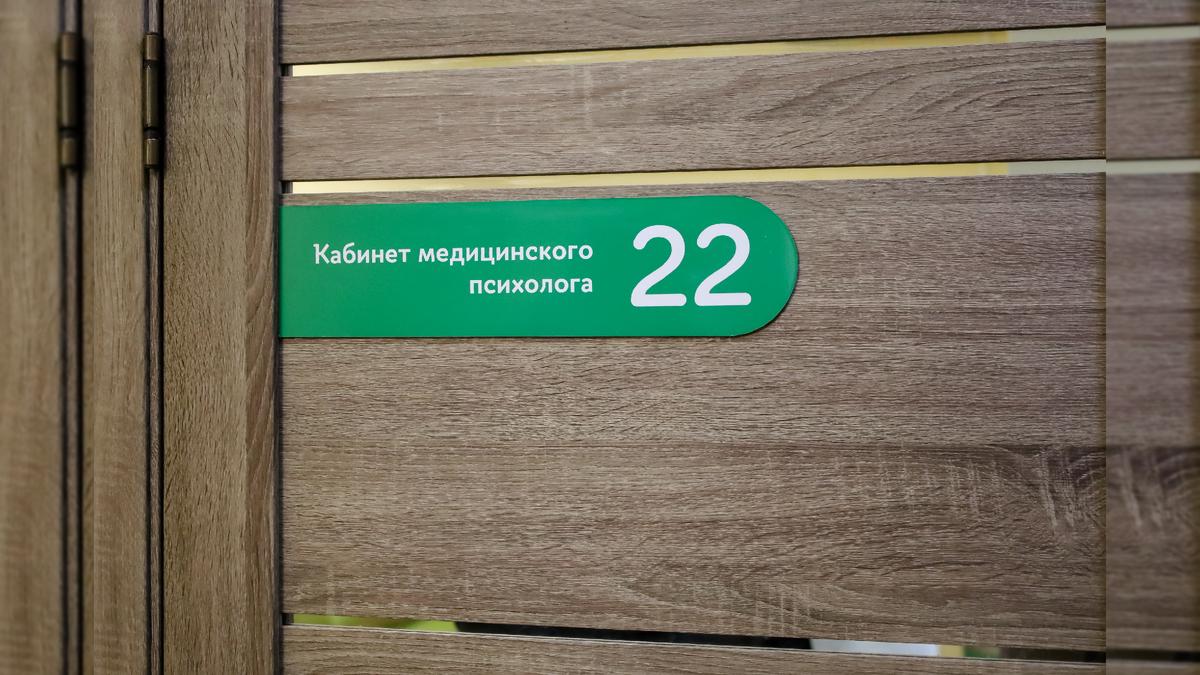 Кабинет медицинского 22
психолога